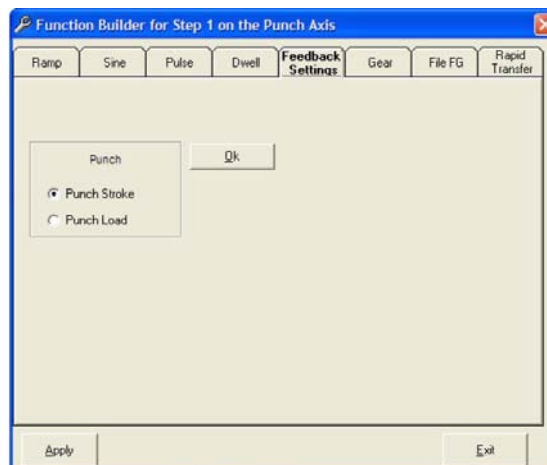 Function Builder for Step 1 on the Punch Axis
Ramp
Sine
Pulse
Dwell
Feedback
Settings
Gear
File FG
Rapid
Transfer
Punch
Ok
Punch Stroke
Punch Load
Apply
Exit